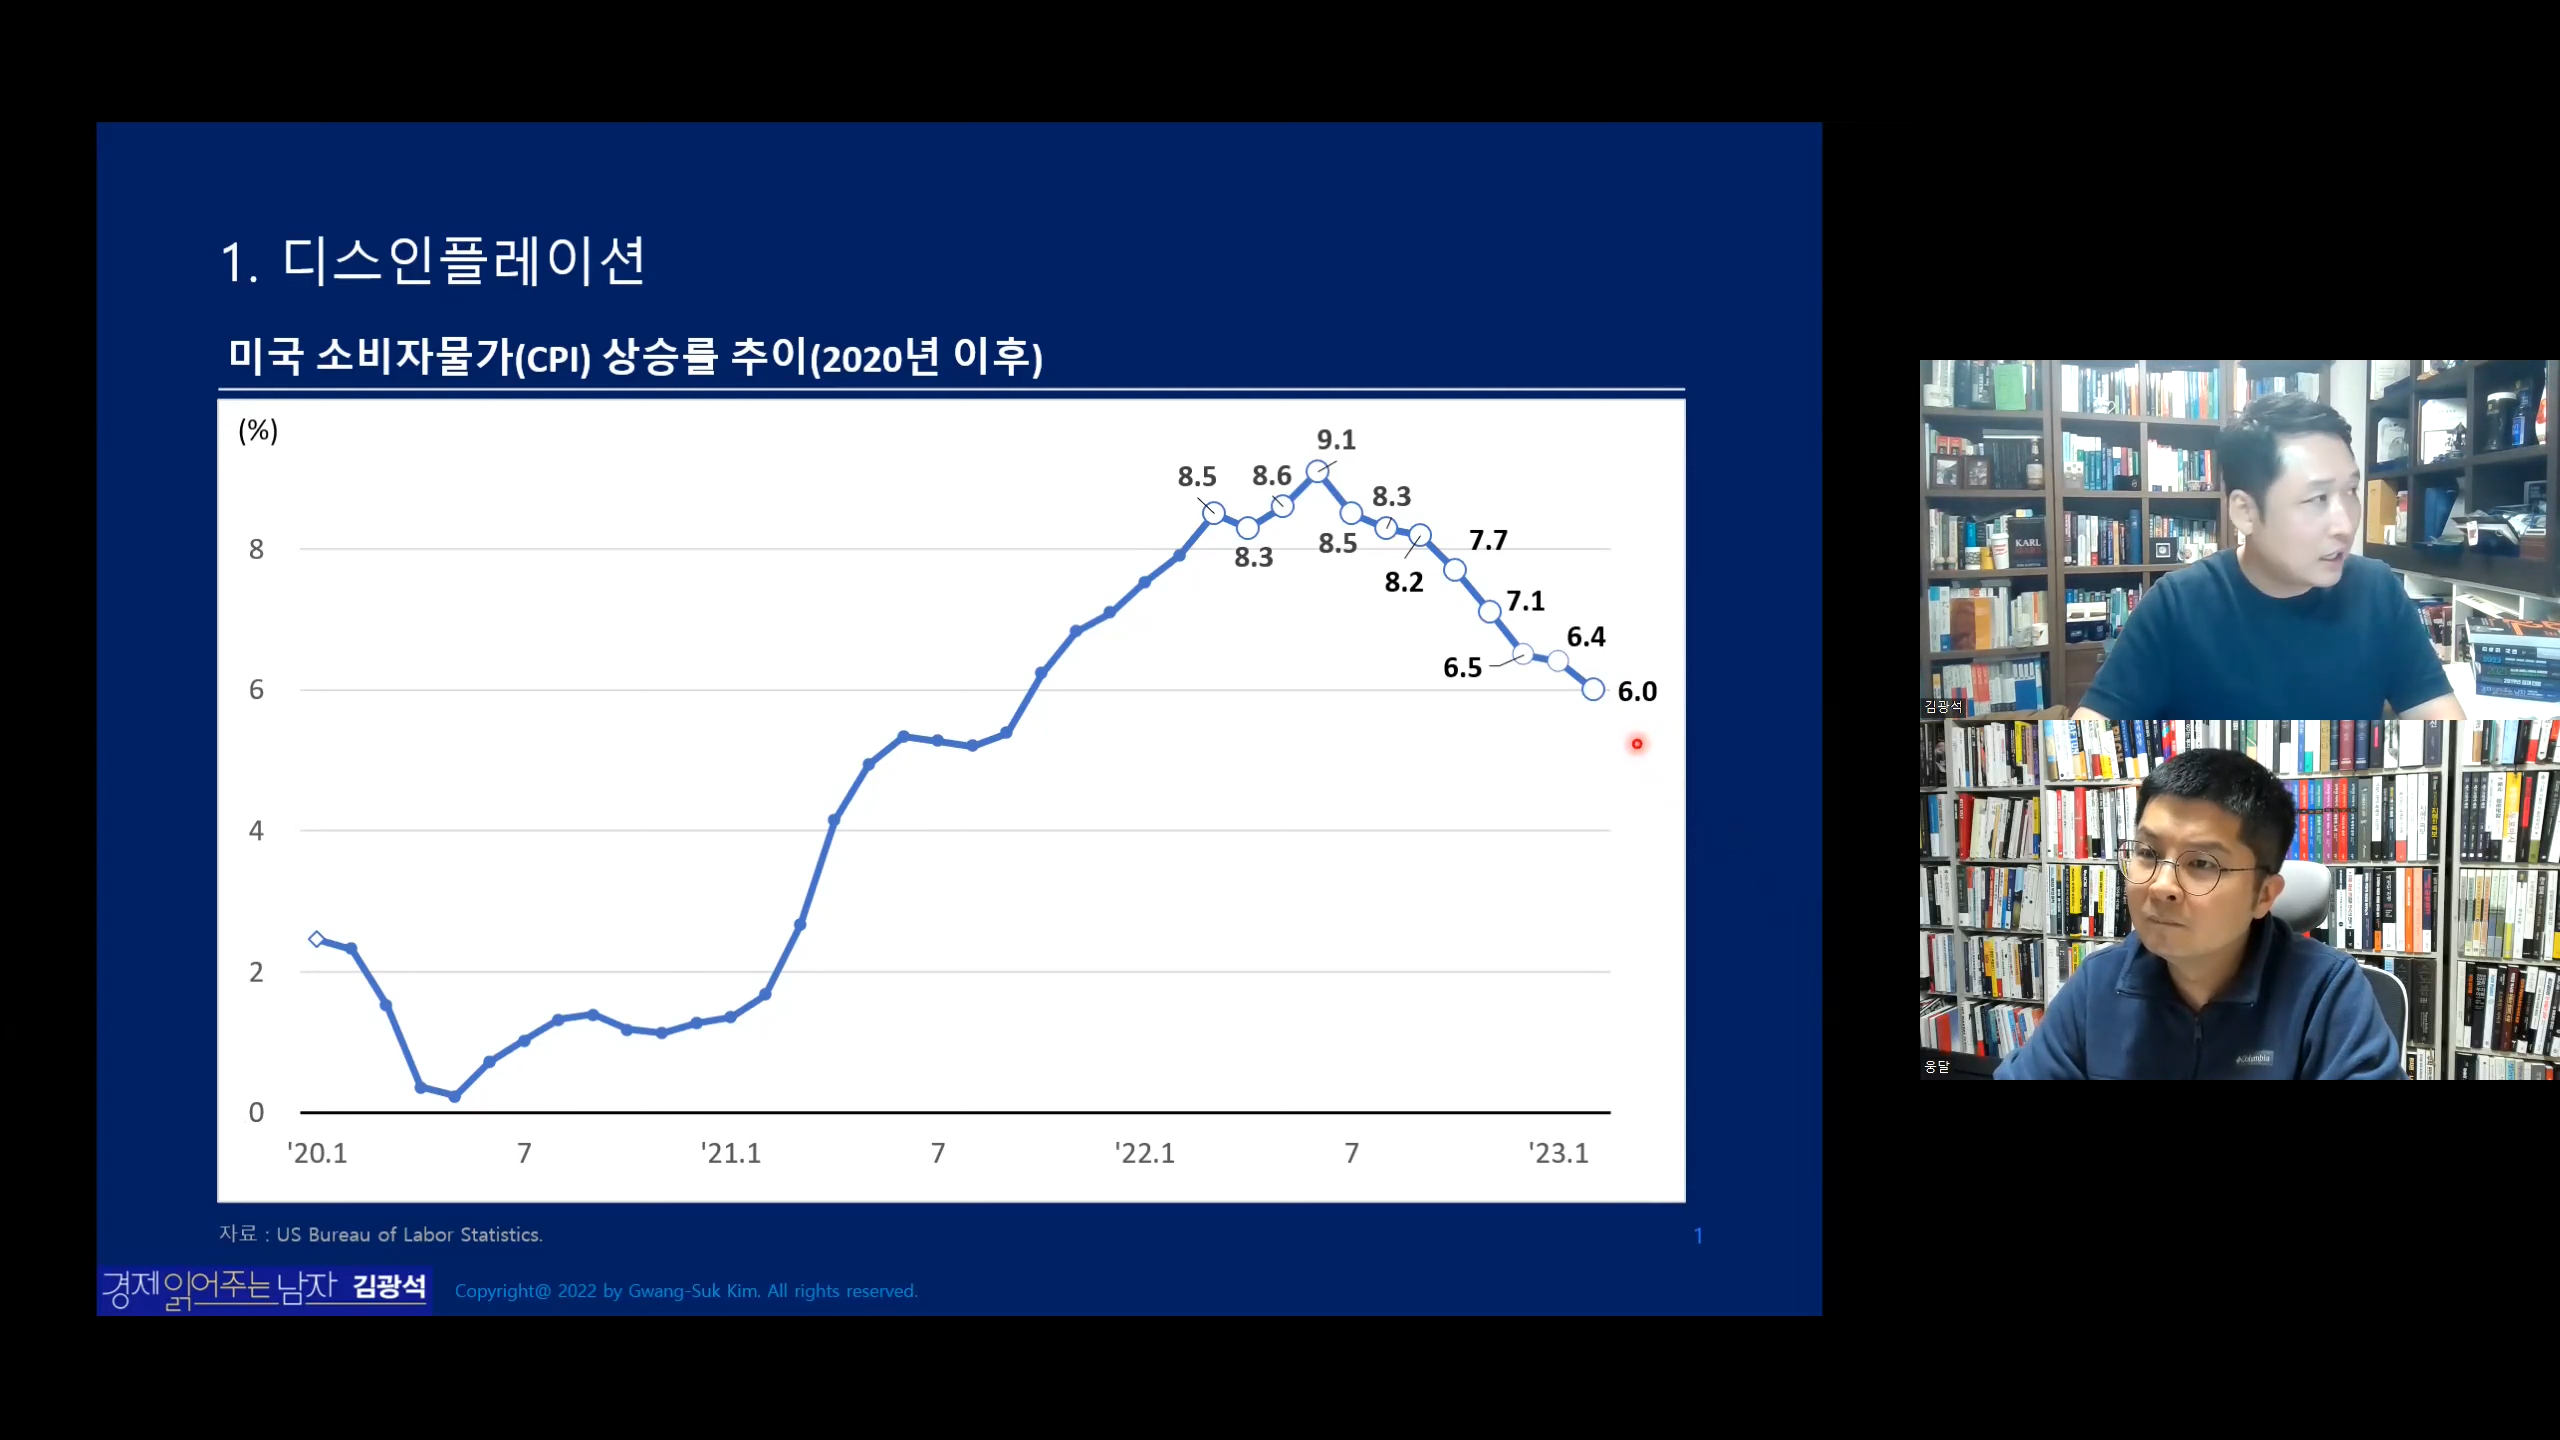 1. 디스인플레이션
미국 소비자물가(CPI) 상승률 추이(2020년 이후)
(%)
9.1
8.5
8.6
8.3
8.3
8.5
7.7
8.2
7.1
6.4
6.5
6.0
8
6
4
2
0
'20.1
7
'21.1
7
'22.1
7
'23.1
자료 : US Bureau of Labor Statistics.
1
경제 읽어주는 남자 김광석
Copyright@ 2022 by Gwang-Suk Kim. All rights reserved.
KARL
김광석
Columbia
웅달